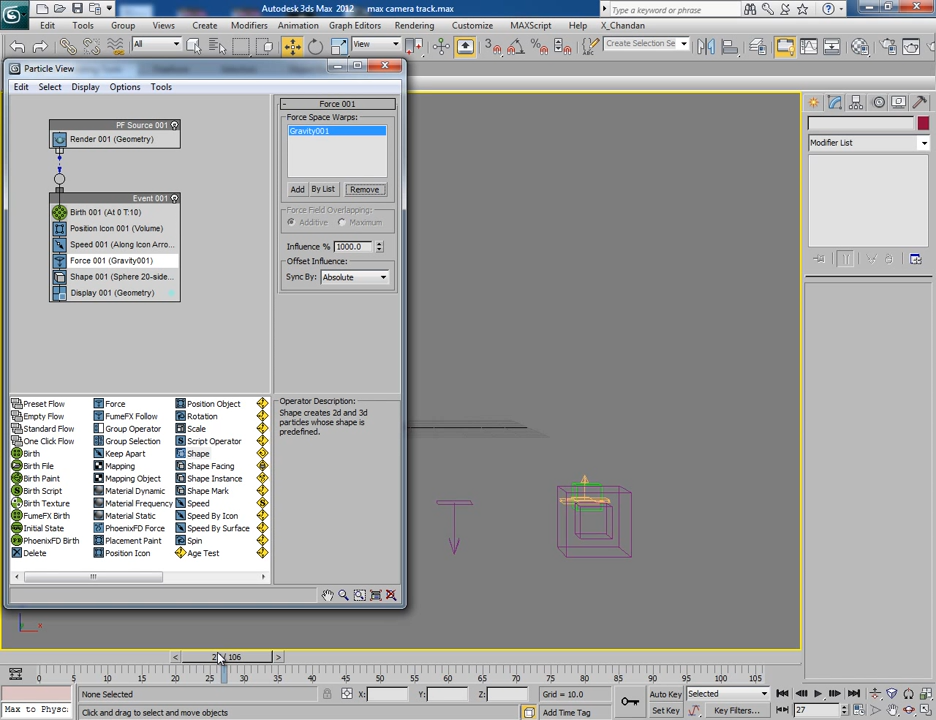 Autodesk 3ds Max 2012 max camera track.max
Type a keyword or phrase
Edit Tools Group Views Create Modifiers Animation Graph Editors Rendering Customize MAXScript Help X_Chandan
All
View
Create Selection Se
Particle View
Edit Select Display Options Tools
PF Source 001
Render 001 (Geometry)
Event 001
Birth 001 (At 0 T:10)
Position Icon 001 (Volume)
Speed 001 (Along Icon Arro...
Force 001 (Gravity001)
Shape 001 (Sphere 20-side...
Display 001 (Geometry)
- Force 001
Force Space Warps:
Gravity001
Add By List Remove
Force Field Overlapping:
Additive Maximum
Influence % 1000.0
Offset Influence:
Sync By: Absolute
Modifier List
Preset Flow Force Position Object
Empty Flow FumeFX Follow Rotation
Standard Flow Group Operator Scale
One Click Flow Group Selection Script Operator
Birth Keep Apart Shape
Birth File Mapping Shape Facing
Birth Paint Mapping Object Shape Instance
Birth Script Material Dynamic Shape Mark
Birth Texture Material Frequency Speed
FumeFX Birth Material Static Speed By Icon
Initial State PhoenixFD Force Speed By Surface
PhoenixFD Birth Placement Paint Spin
Delete Position Icon Age Test
Operator Description:
Shape creates 2d and 3d
particles whose shape is
predefined.
x
< / 106 >
0 5 10 15 20 25 30 35 40 45 50 55 60 65 70 75 80 85 90 95 100 105
None Selected X: Y: Z: Grid = 10.0 Auto Key Selected
Max to Physc: Click and drag to select and move objects Add Time Tag Set Key Key Filters... 27